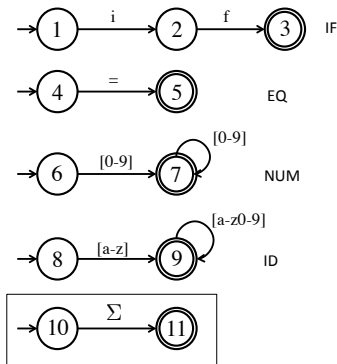 i f
1 2 3 IF
=
4 5 EQ
[0-9]
[0-9]
6 7 NUM
[a-z0-9]
[a-z]
8 9 ID
Σ
10 11